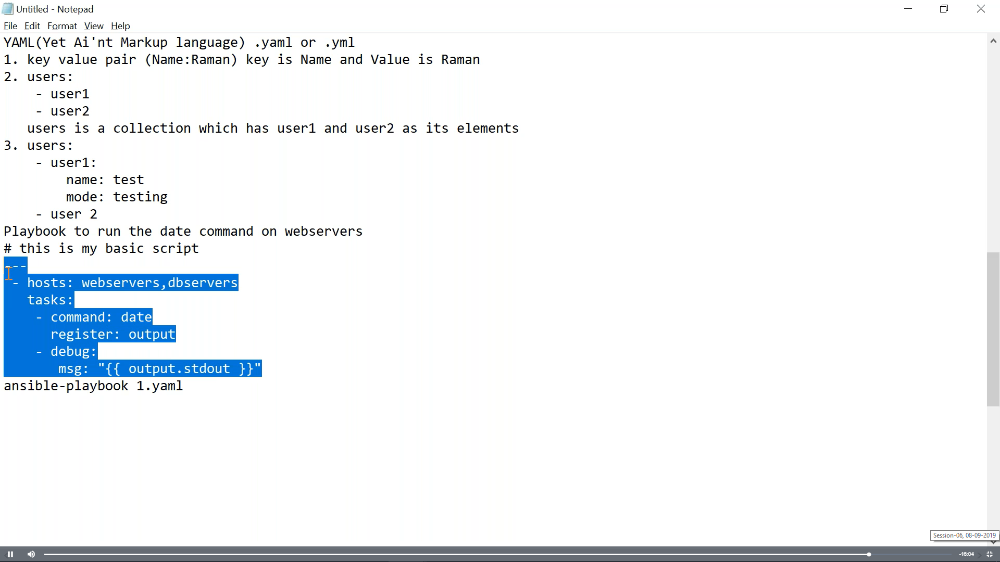 Untitled - Notepad
File Edit Format View Help
YAML(Yet Ai'nt Markup language) .yaml or .yml
1. key value pair (Name:Raman) key is Name and Value is Raman
2. users:
    - user1
    - user2
   users is a collection which has user1 and user2 as its elements
3. users:
    - user1:
        name: test
        mode: testing
    - user 2
Playbook to run the date command on webservers
# this is my basic script
---
 - hosts: webservers,dbservers
   tasks:
    - command: date
      register: output
    - debug:
       msg: "{{ output.stdout }}"
ansible-playbook 1.yaml
Session-06, 08-09-2019
-16:04